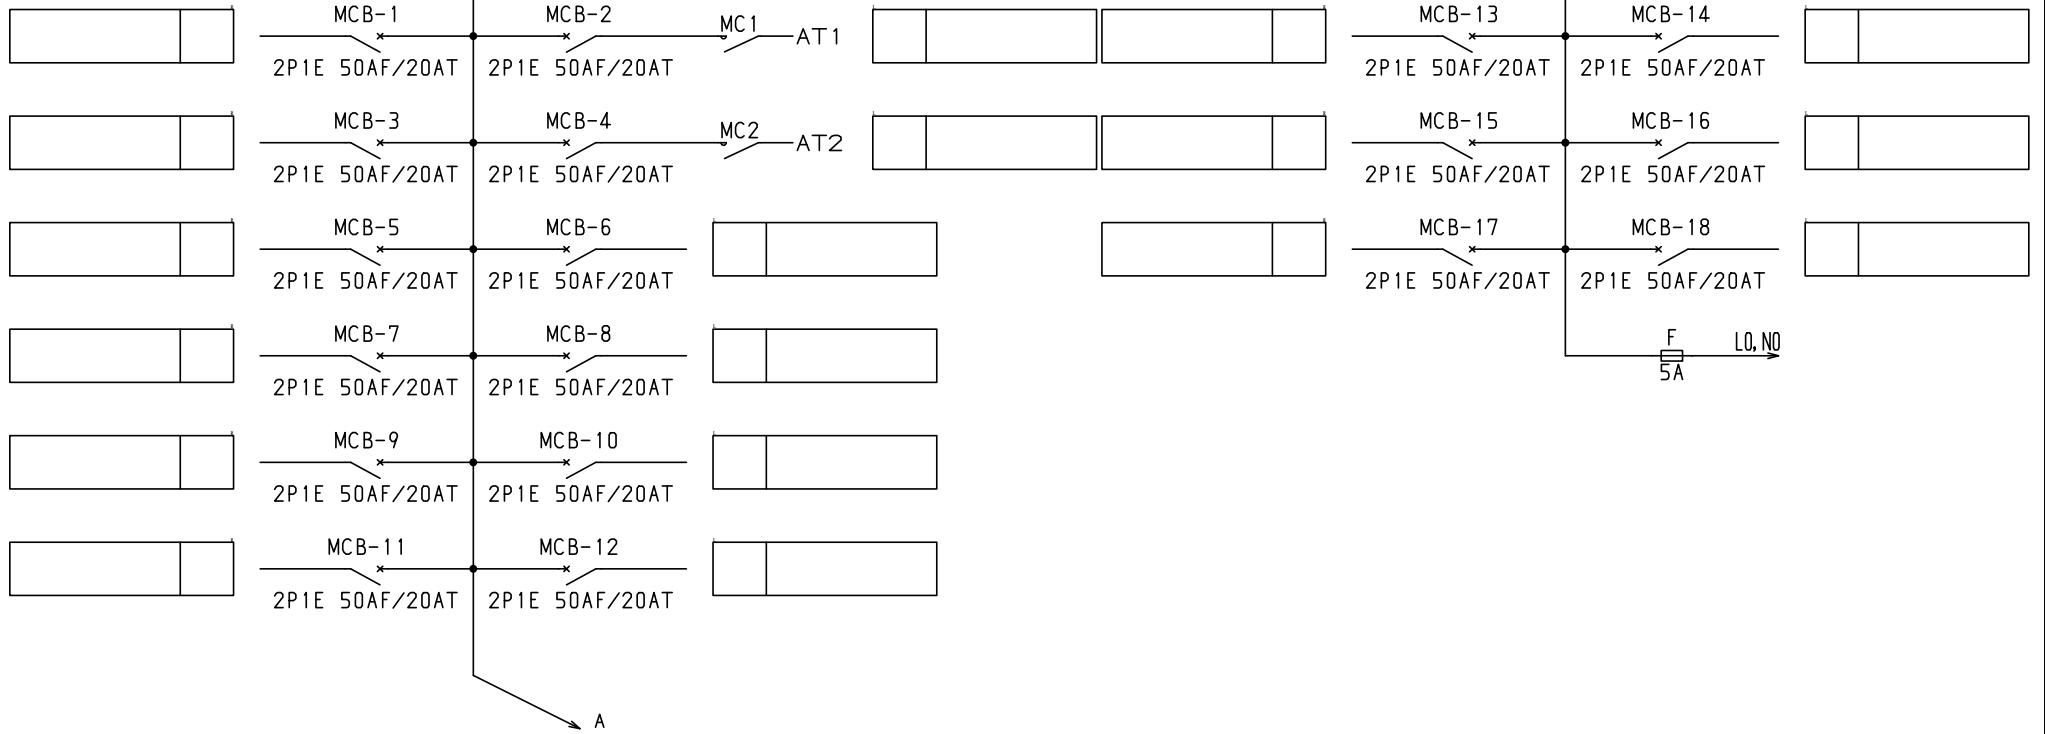 MCB-1 MCB-2 MC1 AT1 MCB-13 MCB-14
2P1E 50AF/20AT 2P1E 50AF/20AT 2P1E 50AF/20AT 2P1E 50AF/20AT
MCB-3 MCB-4 MC2 AT2 MCB-15 MCB-16
2P1E 50AF/20AT 2P1E 50AF/20AT 2P1E 50AF/20AT 2P1E 50AF/20AT
MCB-5 MCB-6 MCB-17 MCB-18
2P1E 50AF/20AT 2P1E 50AF/20AT 2P1E 50AF/20AT 2P1E 50AF/20AT
MCB-7 MCB-8 F L0,N0
2P1E 50AF/20AT 2P1E 50AF/20AT 5A
MCB-9 MCB-10
2P1E 50AF/20AT 2P1E 50AF/20AT
MCB-11 MCB-12
2P1E 50AF/20AT 2P1E 50AF/20AT
A